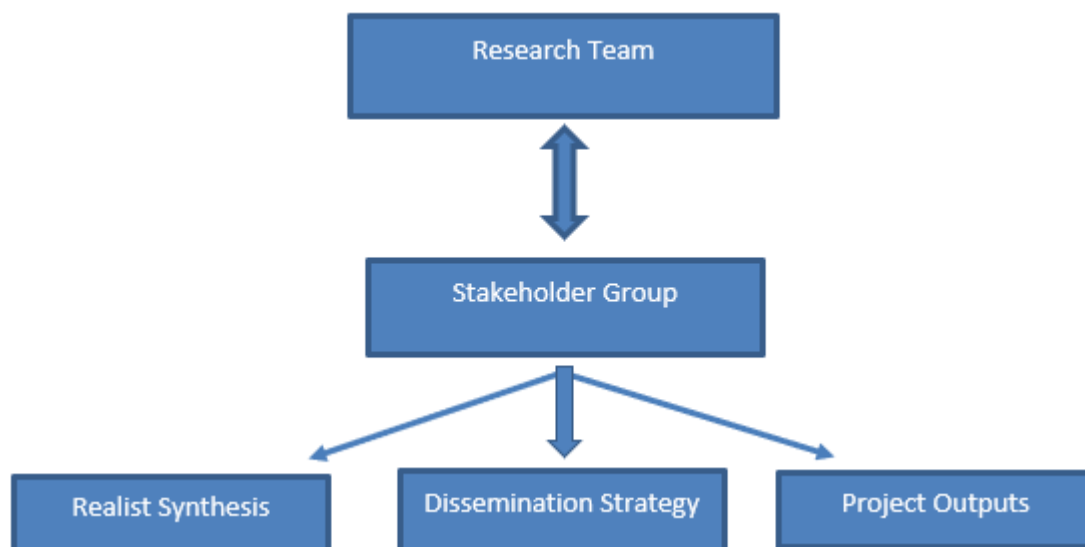 Research Team
Stakeholder Group
Realist Synthesis
Dissemination Strategy
Project Outputs